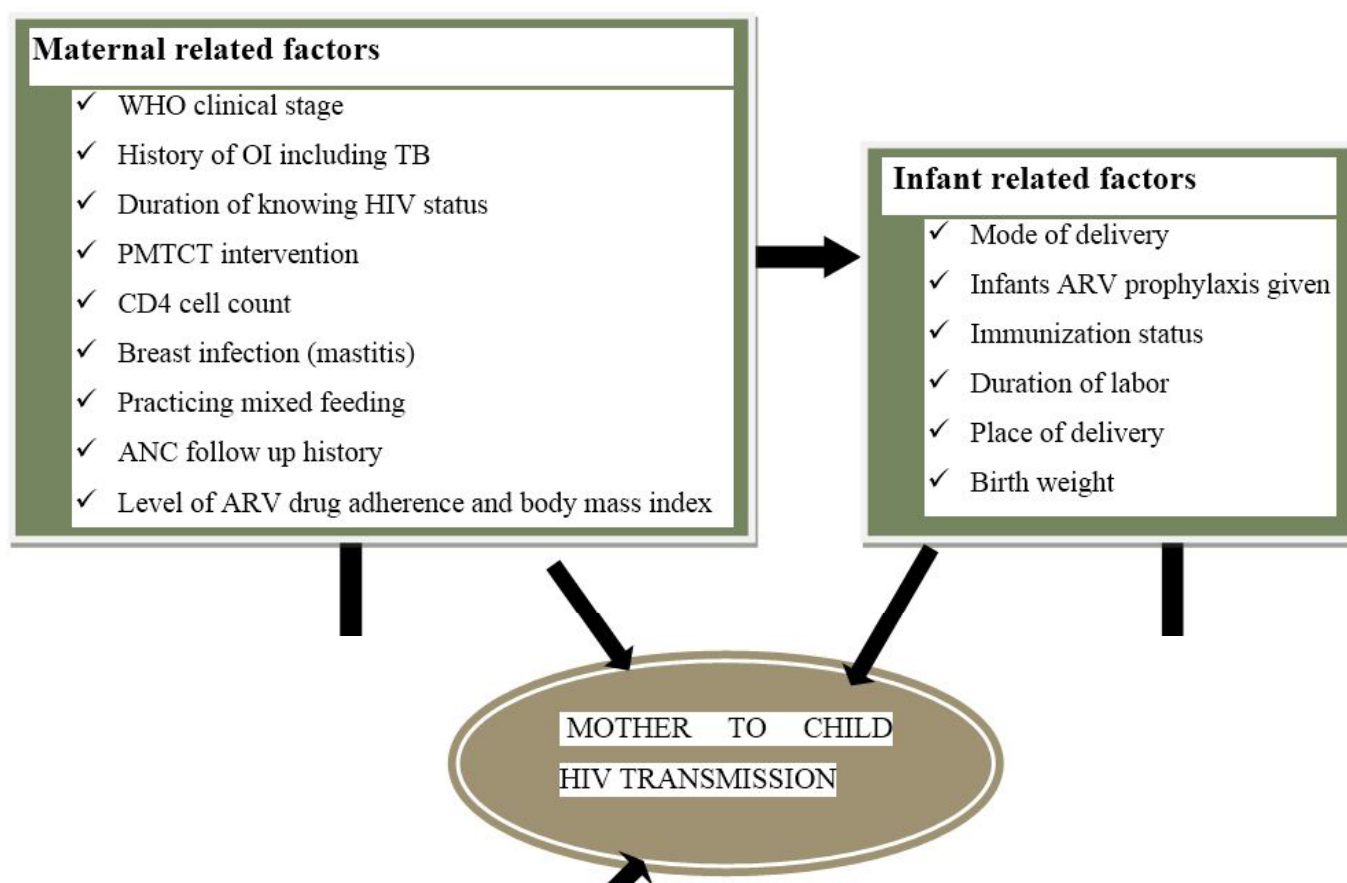 Maternal related factors
✓ WHO clinical stage
✓ History of OI including TB
✓ Duration of knowing HIV status
✓ PMTCT intervention
✓ CD4 cell count
✓ Breast infection (mastitis)
✓ Practicing mixed feeding
✓ ANC follow up history
✓ Level of ARV drug adherence and body mass index
Infant related factors
✓ Mode of delivery
✓ Infants ARV prophylaxis given
✓ Immunization status
✓ Duration of labor
✓ Place of delivery
✓ Birth weight
MOTHER TO CHILD
HIV TRANSMISSION